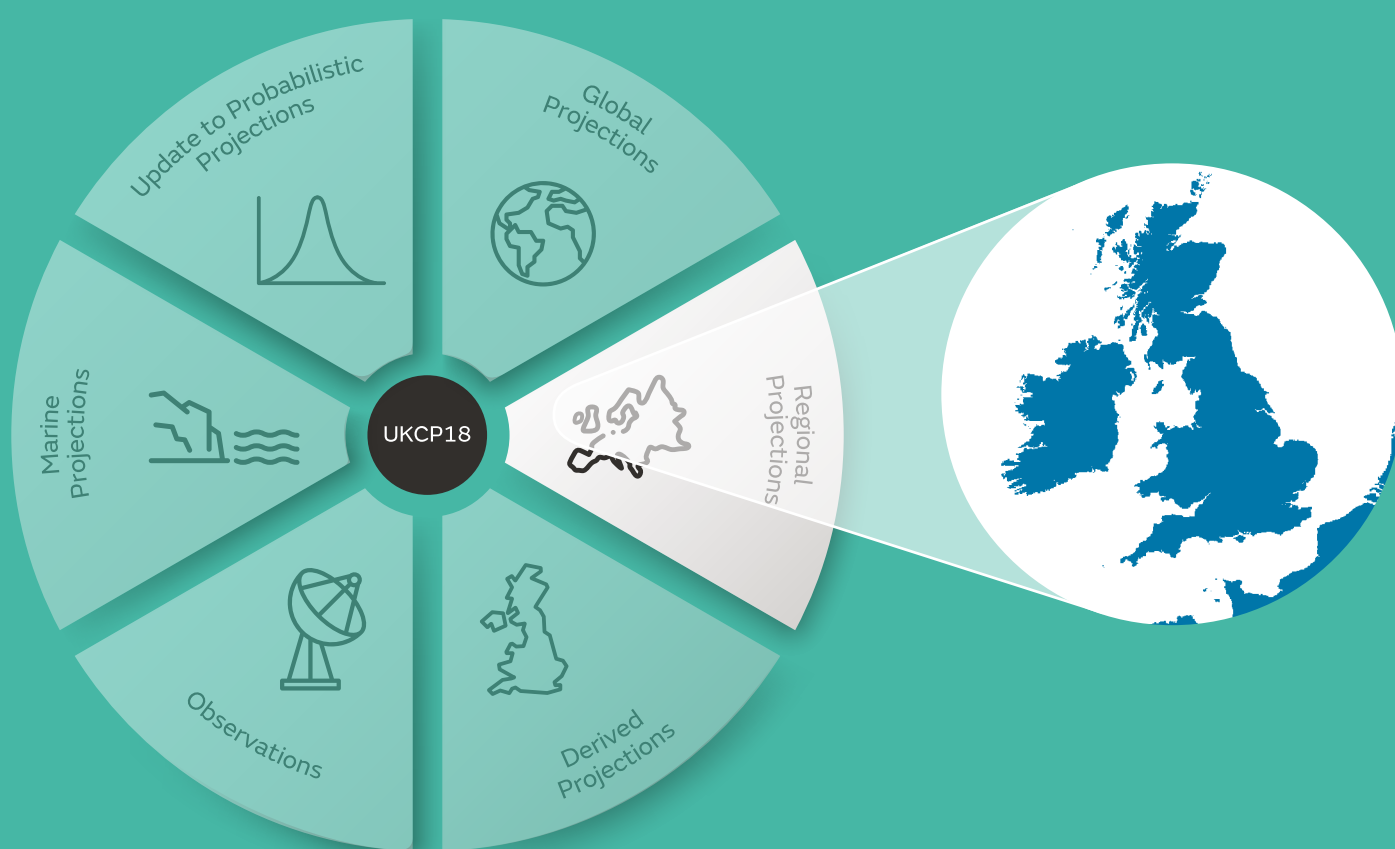 Update to Probabilistic
Projections
Global
Projections
Marine
Projections
UKCP18
Regional
Projections
Observations
Derived
Projections